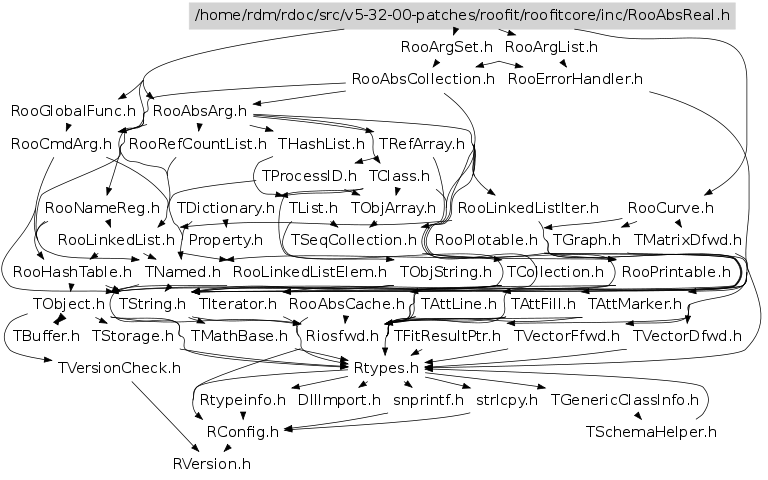 /home/rdm/rdoc/src/v5-32-00-patches/roofit/roofitcore/inc/RooAbsReal.h
RooArgSet.h RooArgList.h
RooAbsCollection.h RooErrorHandler.h
RooGlobalFunc.h RooAbsArg.h
RooCmdArg.h RooRefCountList.h THashList.h TRefArray.h
TProcessID.h TClass.h
RooNameReg.h TDictionary.h TList.h TObjArray.h RooLinkedListIter.h RooCurve.h
RooLinkedList.h Property.h TSeqCollection.h RooPlotable.h TGraph.h TMatrixDfwd.h
RooHashTable.h TNamed.h RooLinkedListElem.h TObjString.h TCollection.h RooPrintable.h
TObject.h TString.h TIterator.h RooAbsCache.h TAttLine.h TAttFill.h TAttMarker.h
TBuffer.h TStorage.h TMathBase.h Riosfwd.h TFitResultPtr.h TVectorFfwd.h TVectorDfwd.h
TVersionCheck.h Rtypes.h
Rtypeinfo.h DllImport.h snprintf.h strlcpy.h TGenericClassInfo.h
RConfig.h TSchemaHelper.h
RVersion.h